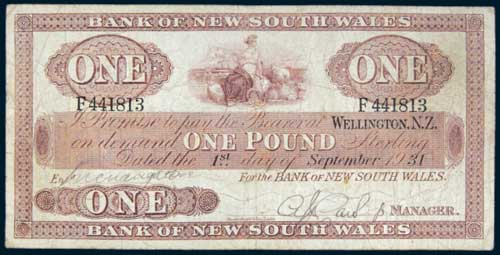 BANK OF NEW SOUTH WALES
ONE ONE
F 441813 F 441813
I Promise to pay the Bearer at WELLINGTON, N.Z.
on demand ONE POUND Sterling
Dated the 1st day of September 1931
For the BANK OF NEW SOUTH WALES.
ONE
MANAGER.
BANK OF NEW SOUTH WALES